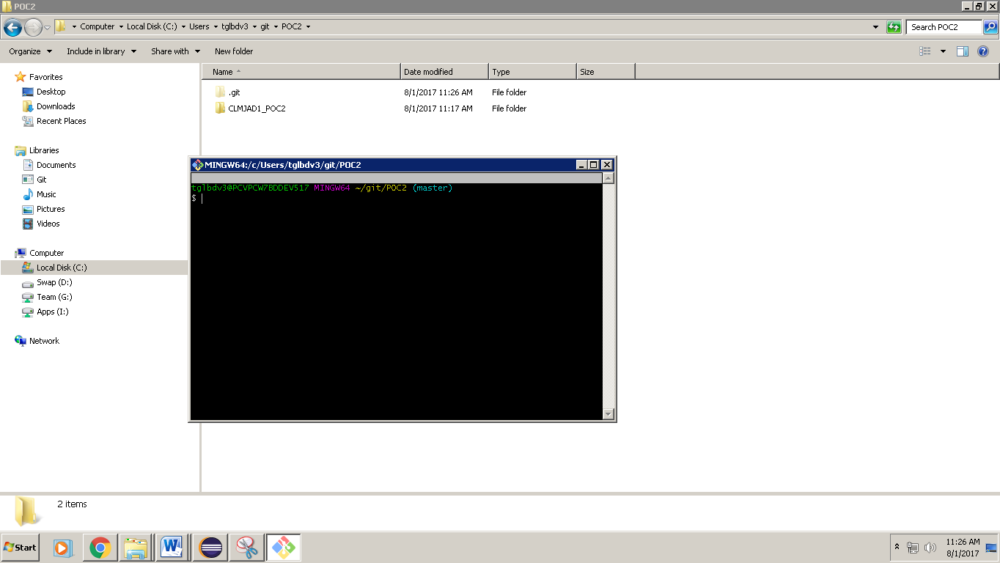 POC2
Computer Local Disk (C:) Users tglbdv3 git POC2 Search POC2
Organize Include in library Share with New folder
Name Date modified Type Size
.git 8/1/2017 11:26 AM File folder
CLMJAD1_POC2 8/1/2017 11:17 AM File folder
Favorites
Desktop
Downloads
Recent Places
Libraries
Documents
Git
Music
Pictures
Videos
Computer
Local Disk (C:)
Swap (D:)
Team (G:)
Apps (I:)
Network
MINGW64:/c/Users/tglbdv3/git/POC2
tglbdv3@PCVPCW7BDDEV517 MINGW64 ~/git/POC2 (master)
$
2 items
Start
11:26 AM
8/1/2017